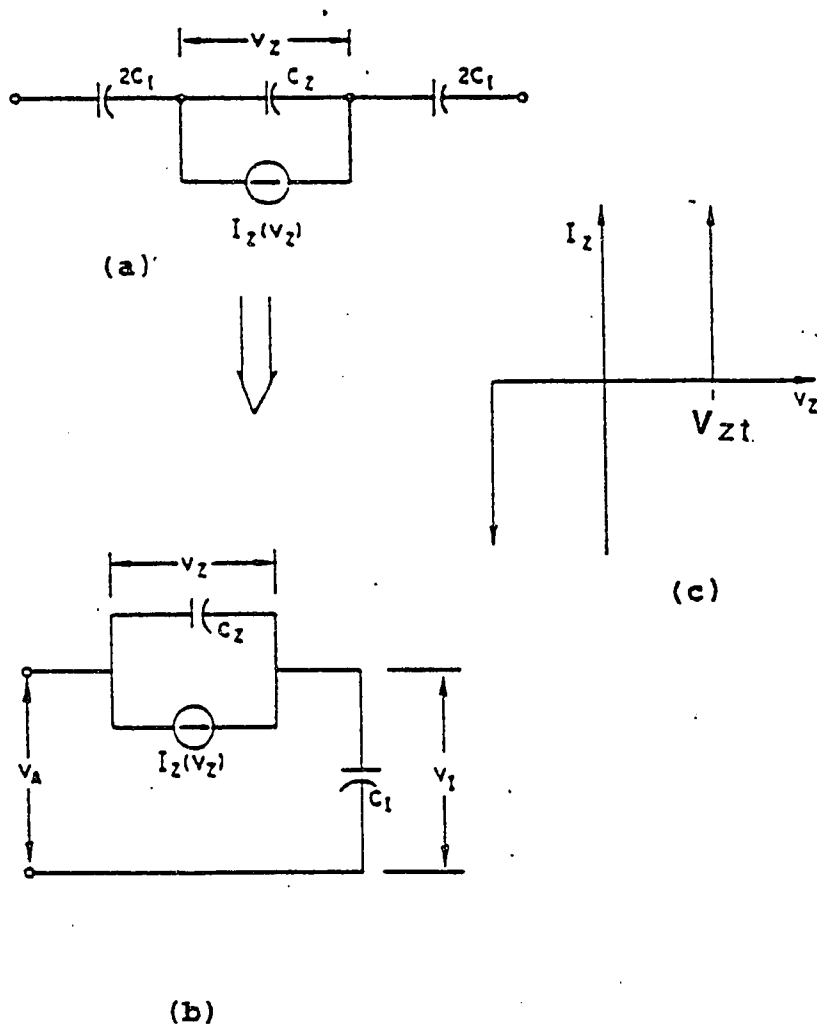 V_Z
2C_I
C_Z
2C_I
I_Z(V_Z)
(a)
I_Z
V_Z
V_Zt.
(c)
V_Z
C_Z
I_Z(V_Z)
V_A
C_I
V_I
(b)